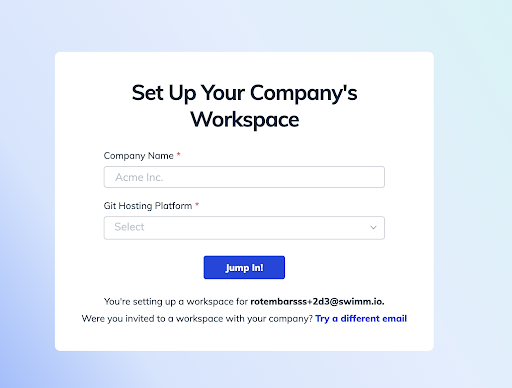 Set Up Your Company's
Workspace
Company Name *
Acme Inc.
Git Hosting Platform *
Select
Jump In!
You're setting up a workspace for rotembarsss+2d3@swimm.io.
Were you invited to a workspace with your company? Try a different email